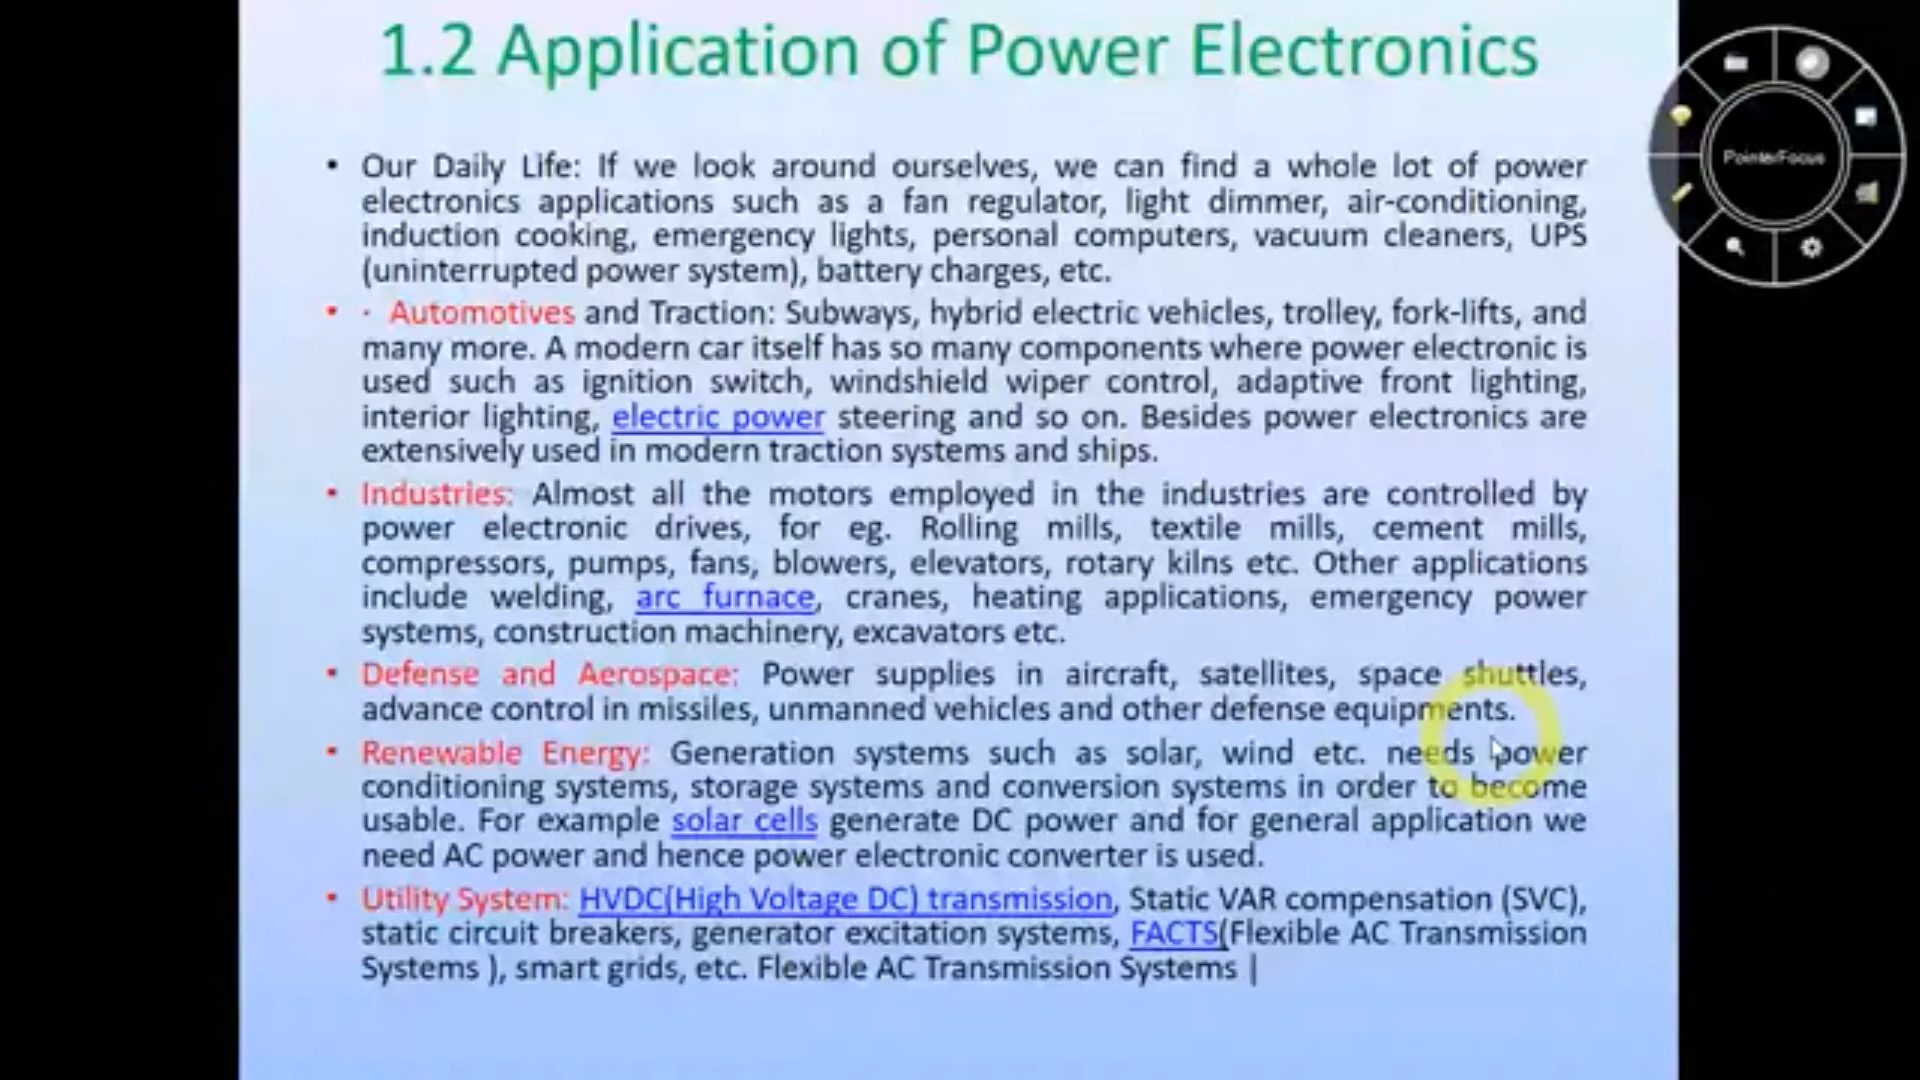 1.2 Application of Power Electronics
• Our Daily Life: If we look around ourselves, we can find a whole lot of power
electronics applications such as a fan regulator, light dimmer, air-conditioning,
induction cooking, emergency lights, personal computers, vacuum cleaners, UPS
(uninterrupted power system), battery charges, etc.
• · Automotives and Traction: Subways, hybrid electric vehicles, trolley, fork-lifts, and
many more. A modern car itself has so many components where power electronic is
used such as ignition switch, windshield wiper control, adaptive front lighting,
interior lighting, electric power steering and so on. Besides power electronics are
extensively used in modern traction systems and ships.
• Industries: Almost all the motors employed in the industries are controlled by
power electronic drives, for eg. Rolling mills, textile mills, cement mills,
compressors, pumps, fans, blowers, elevators, rotary kilns etc. Other applications
include welding, arc furnace, cranes, heating applications, emergency power
systems, construction machinery, excavators etc.
• Defense and Aerospace: Power supplies in aircraft, satellites, space shuttles,
advance control in missiles, unmanned vehicles and other defense equipments.
• Renewable Energy: Generation systems such as solar, wind etc. needs power
conditioning systems, storage systems and conversion systems in order to become
usable. For example solar cells generate DC power and for general application we
need AC power and hence power electronic converter is used.
• Utility System: HVDC(High Voltage DC) transmission, Static VAR compensation (SVC),
static circuit breakers, generator excitation systems, FACTS(Flexible AC Transmission
Systems ), smart grids, etc. Flexible AC Transmission Systems |
PointerFocus